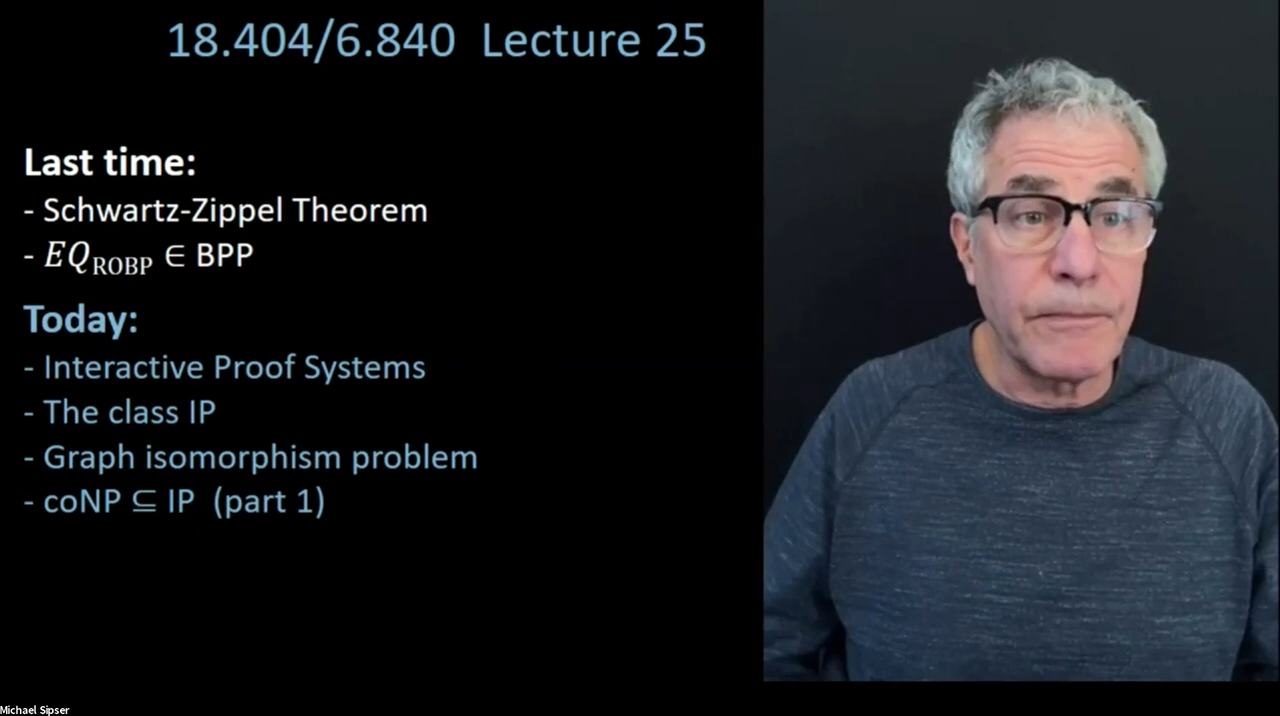 18.404/6.840 Lecture 25
Last time:
- Schwartz-Zippel Theorem
- EQ_ROBP ∈ BPP
Today:
- Interactive Proof Systems
- The class IP
- Graph isomorphism problem
- coNP ⊆ IP (part 1)
Michael Sipser